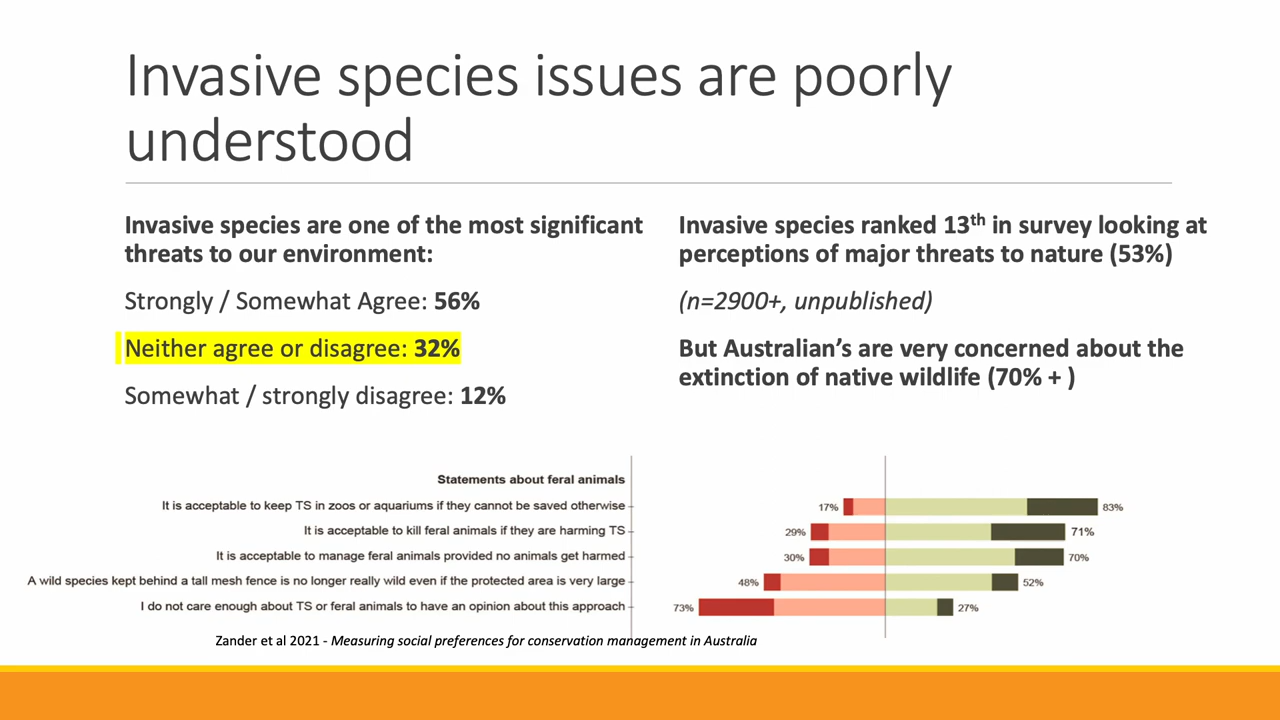 Invasive species issues are poorly
understood
Invasive species are one of the most significant
threats to our environment:
Strongly / Somewhat Agree: 56%
Neither agree or disagree: 32%
Somewhat / strongly disagree: 12%
Invasive species ranked 13th in survey looking at
perceptions of major threats to nature (53%)
(n=2900+, unpublished)
But Australian’s are very concerned about the
extinction of native wildlife (70% + )
Statements about feral animals
It is acceptable to keep TS in zoos or aquariums if they cannot be saved otherwise 17% 83%
It is acceptable to kill feral animals if they are harming TS 29% 71%
It is acceptable to manage feral animals provided no animals get harmed 30% 70%
A wild species kept behind a tall mesh fence is no longer really wild even if the protected area is very large 48% 52%
I do not care enough about TS or feral animals to have an opinion about this approach 73% 27%
Zander et al 2021 - Measuring social preferences for conservation management in Australia